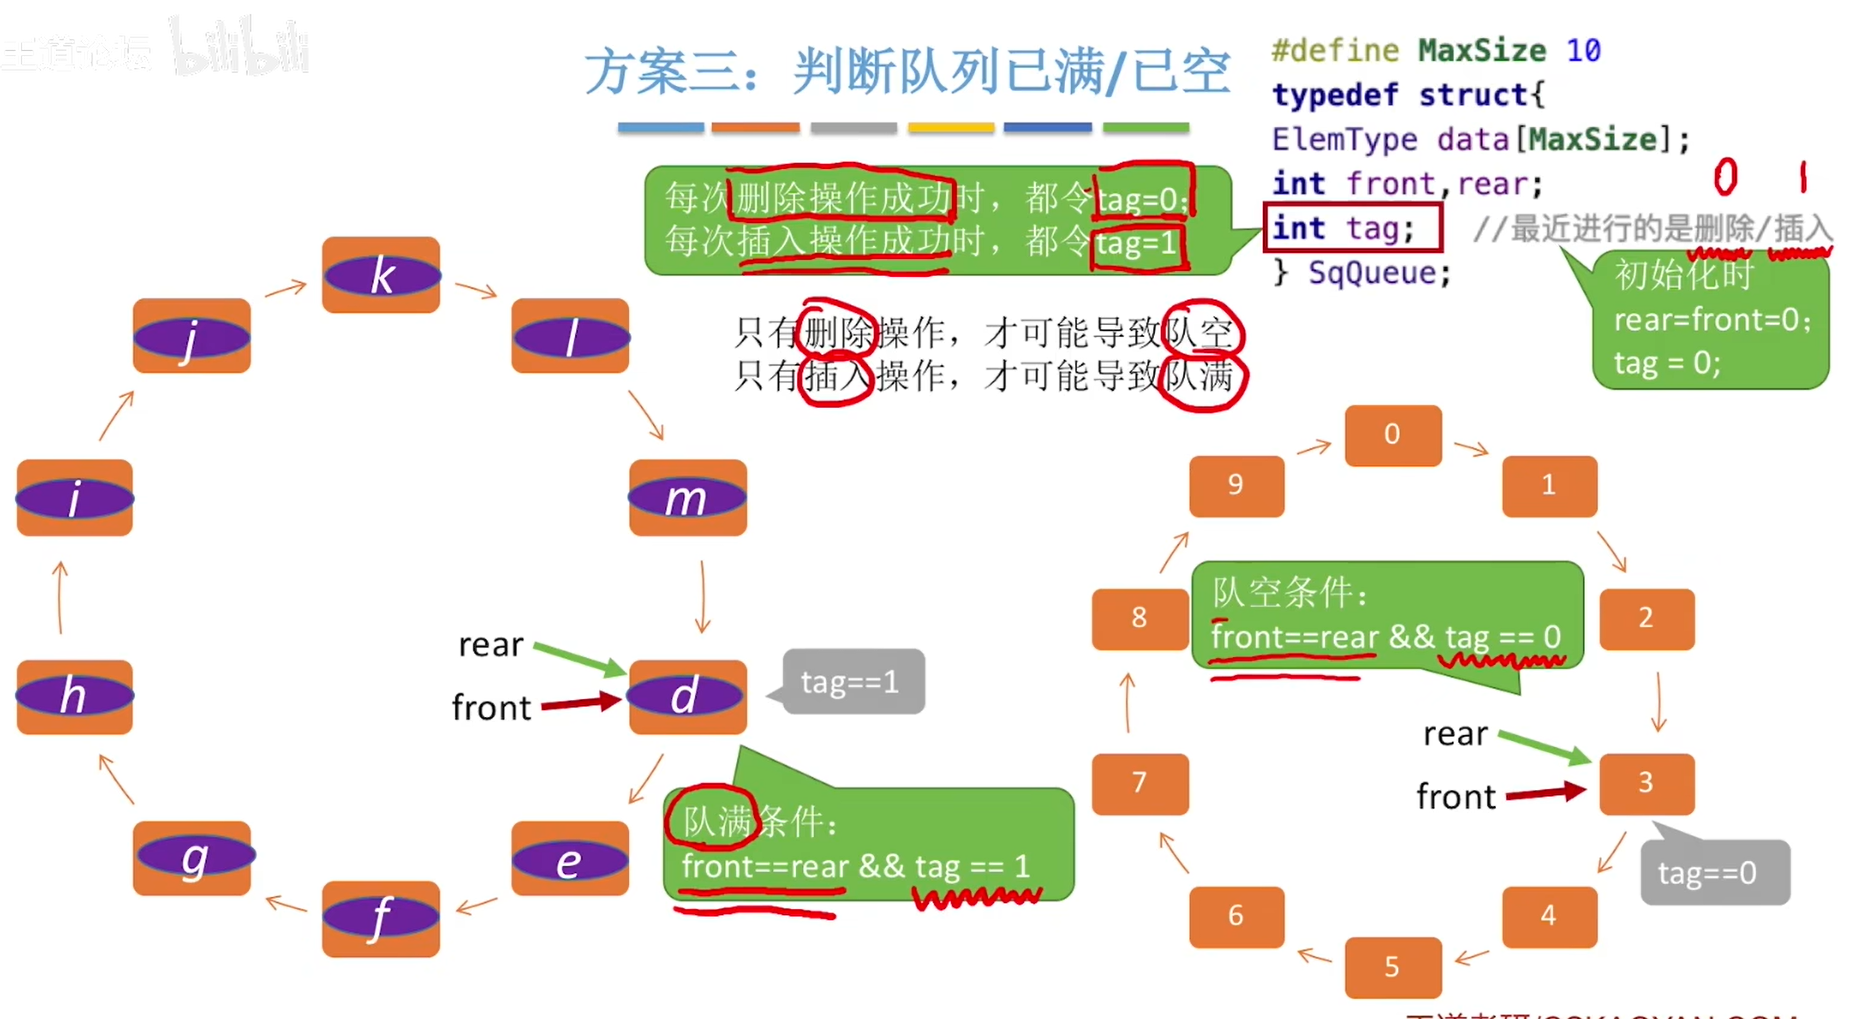 王道论坛 bilibili
方案三：判断队列已满/已空
#define MaxSize 10
typedef struct{
ElemType data[MaxSize];
int front,rear;
int tag; //最近进行的是删除/插入
} SqQueue;
0 1
每次删除操作成功时，都令tag=0；
每次插入操作成功时，都令tag=1
初始化时
rear=front=0；
tag = 0;
只有删除操作，才可能导致队空
只有插入操作，才可能导致队满
k
l
m
d
e
f
g
h
i
j
rear
front
tag==1
队满条件：
front==rear && tag == 1
0
1
2
3
4
5
6
7
8
9
队空条件：
front==rear && tag == 0
rear
front
tag==0
王道考研/CSKAOYAN.COM